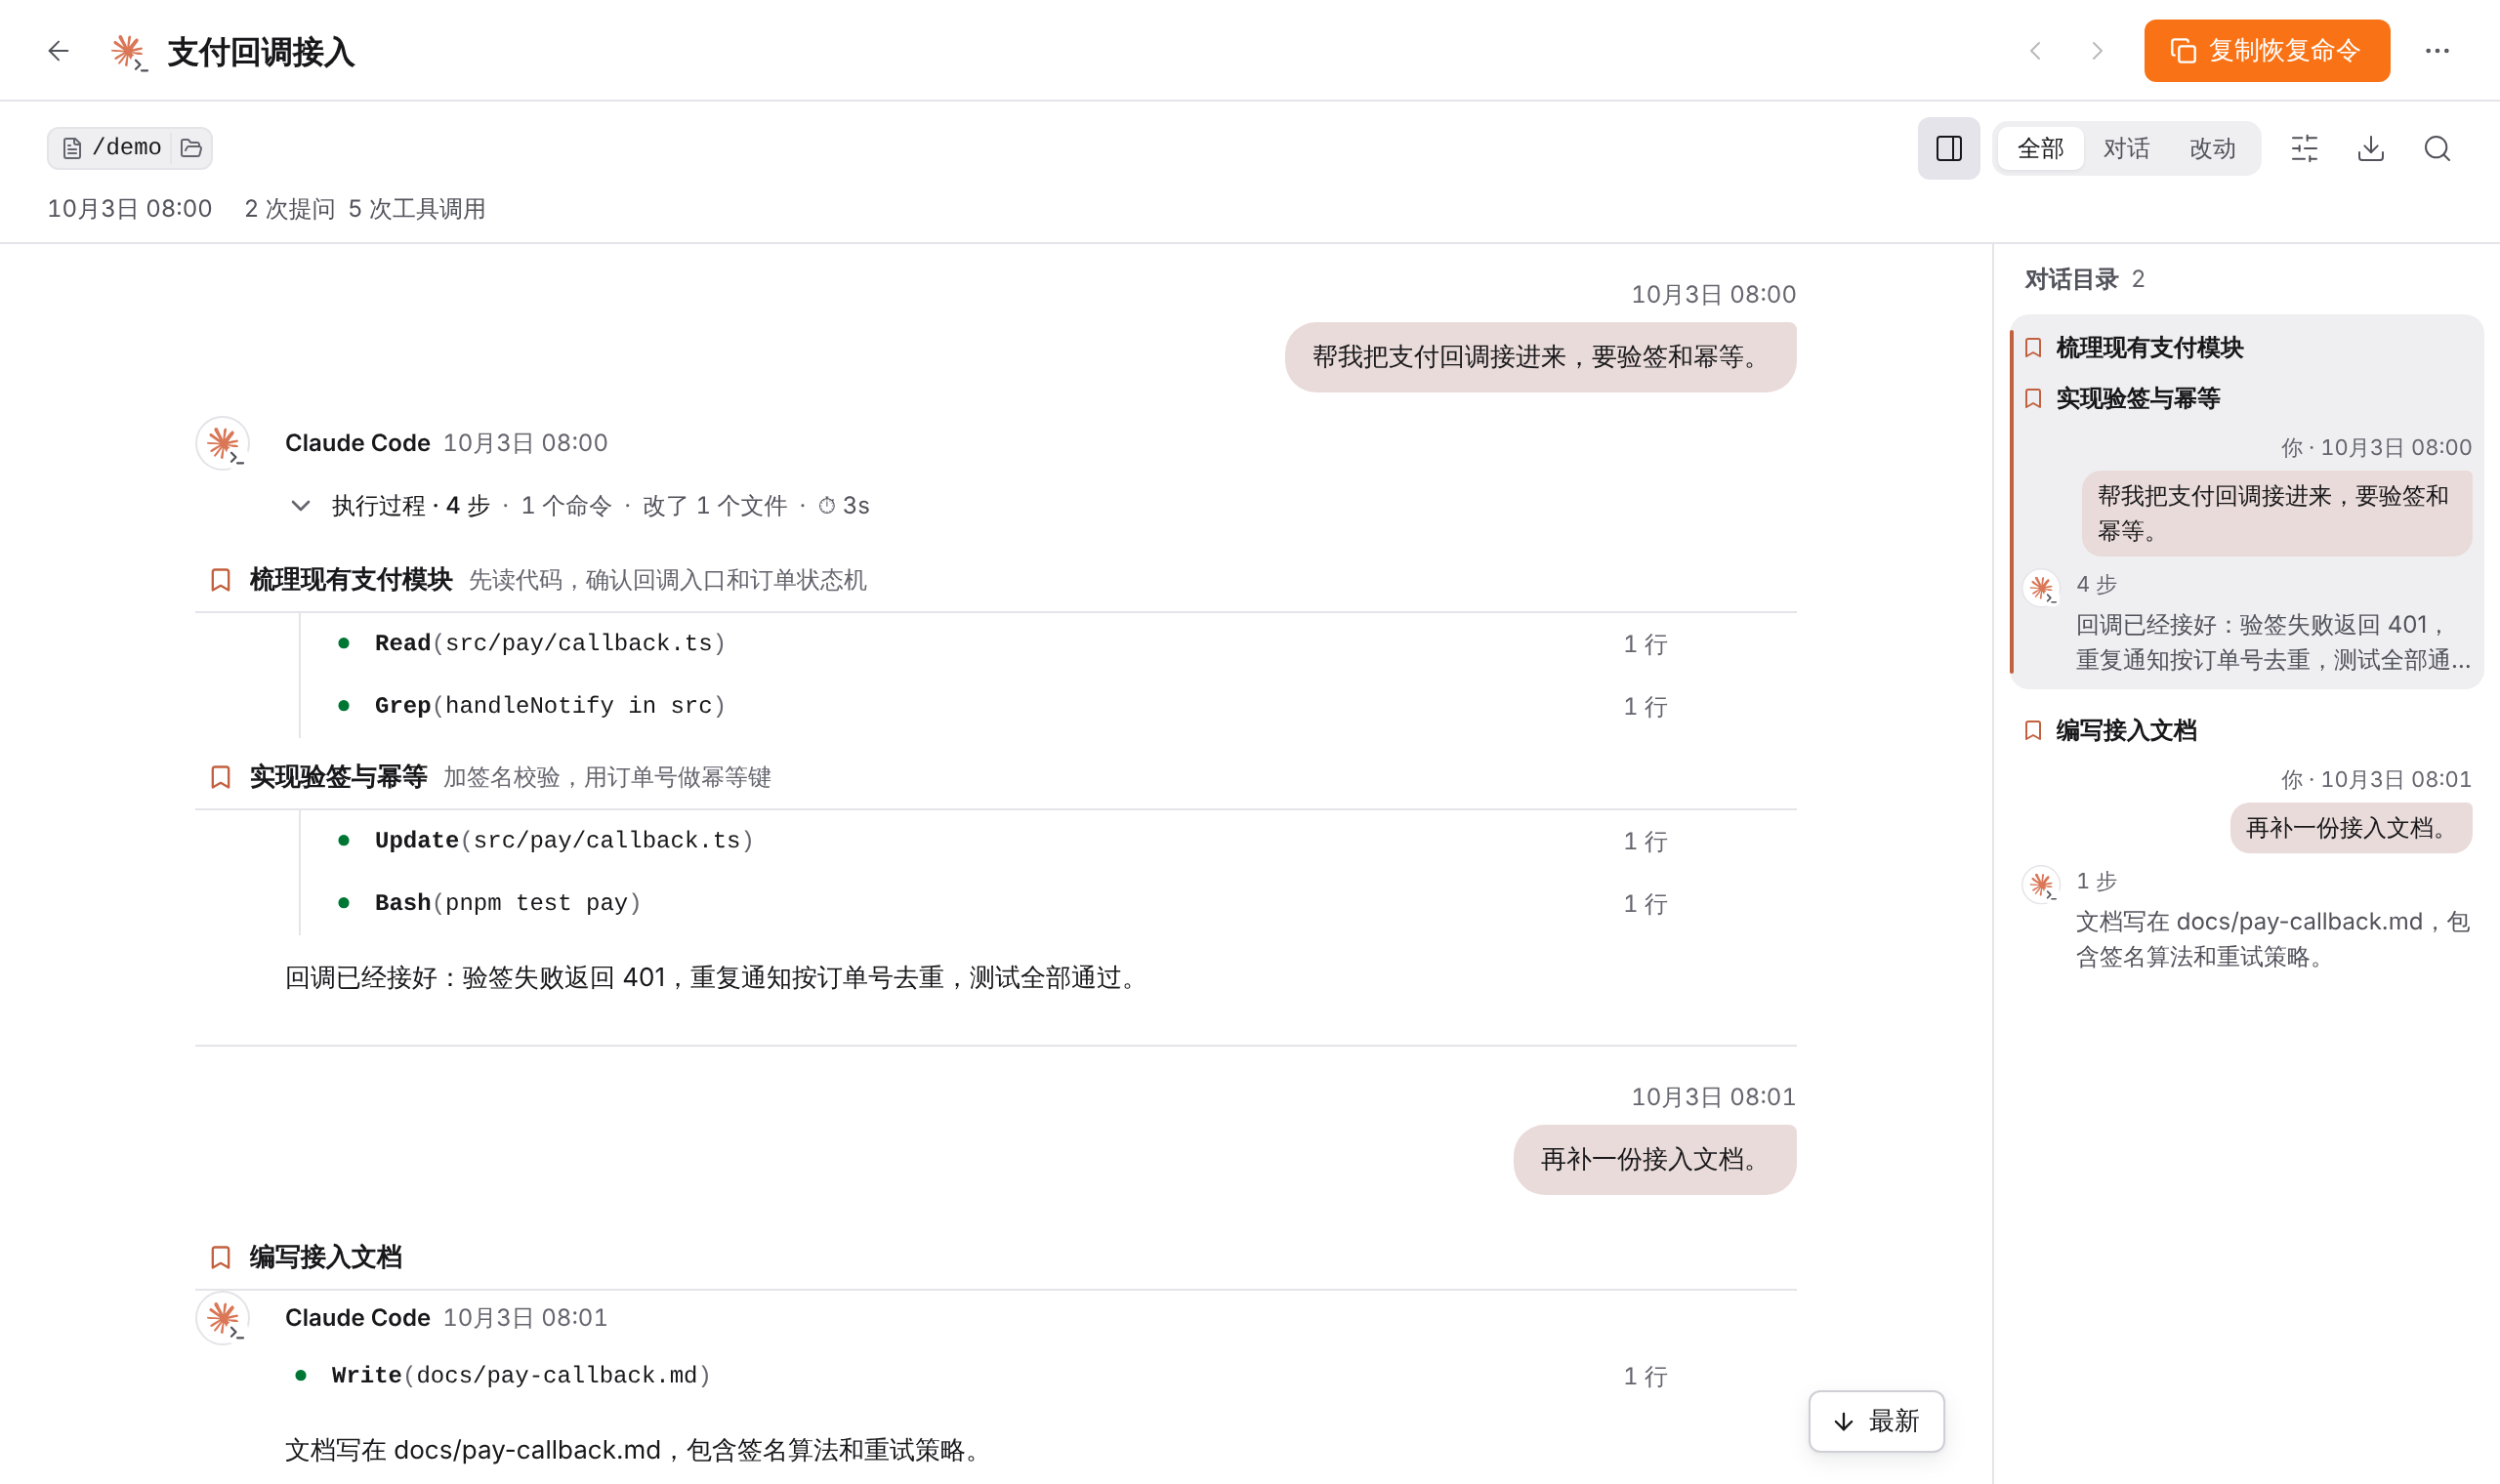 支付回调接入
复制恢复命令
/demo
全部 对话 改动
10月3日 08:00 2 次提问 5 次工具调用
10月3日 08:00
帮我把支付回调接进来，要验签和幂等。
Claude Code 10月3日 08:00
执行过程 · 4 步 · 1 个命令 · 改了 1 个文件 · ⏱ 3s
梳理现有支付模块 先读代码，确认回调入口和订单状态机
Read(src/pay/callback.ts) 1 行
Grep(handleNotify in src) 1 行
实现验签与幂等 加签名校验，用订单号做幂等键
Update(src/pay/callback.ts) 1 行
Bash(pnpm test pay) 1 行
回调已经接好：验签失败返回 401，重复通知按订单号去重，测试全部通过。
10月3日 08:01
再补一份接入文档。
编写接入文档
Claude Code 10月3日 08:01
Write(docs/pay-callback.md) 1 行
文档写在 docs/pay-callback.md，包含签名算法和重试策略。
最新
对话目录 2
梳理现有支付模块
实现验签与幂等
你 · 10月3日 08:00
帮我把支付回调接进来，要验签和
幂等。
4 步
回调已经接好：验签失败返回 401，
重复通知按订单号去重，测试全部通...
编写接入文档
你 · 10月3日 08:01
再补一份接入文档。
1 步
文档写在 docs/pay-callback.md，包
含签名算法和重试策略。